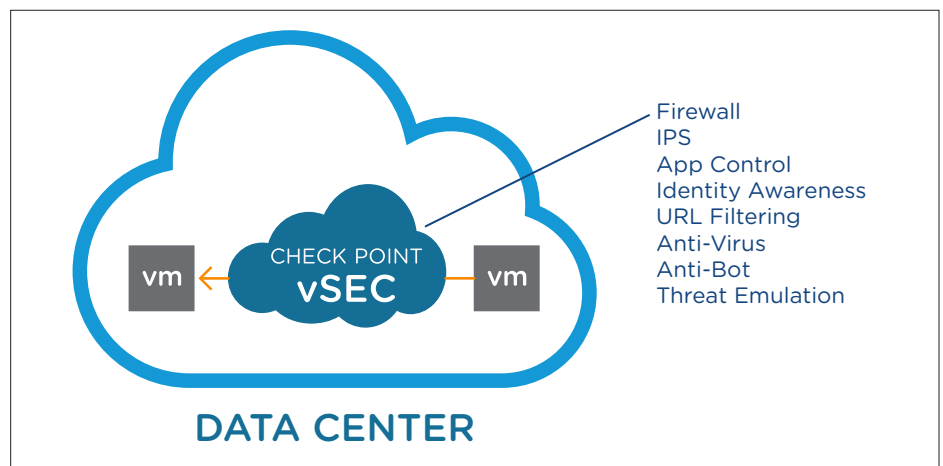 Firewall
IPS
App Control
Identity Awareness
URL Filtering
Anti-Virus
Anti-Bot
Threat Emulation
CHECK POINT
vSEC
vm
vm
DATA CENTER